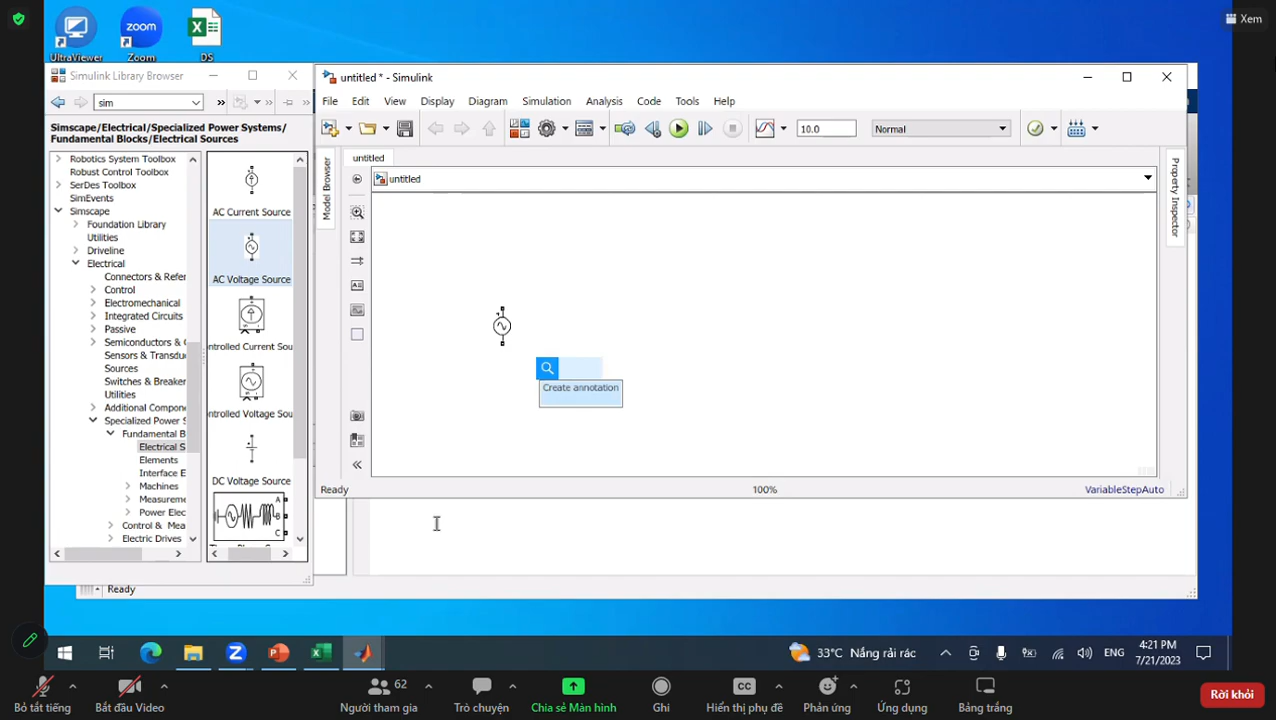 Xem
UltraViewer
zoom
Zoom
DS
Simulink Library Browser
sim
Simscape/Electrical/Specialized Power Systems/
Fundamental Blocks/Electrical Sources
Robotics System Toolbox
Robust Control Toolbox
SerDes Toolbox
SimEvents
Simscape
Foundation Library
Utilities
Driveline
Electrical
Connectors & Refer
Control
Electromechanical
Integrated Circuits
Passive
Semiconductors &
Sensors & Transduc
Sources
Switches & Breaker
Utilities
Additional Compon
Specialized Power S
Fundamental B
Electrical S
Elements
Interface E
Machines
Measureme
Power Elec
Control & Mea
Electric Drives
AC Current Source
AC Voltage Source
ntrolled Current Sou
ontrolled Voltage Sou
DC Voltage Source
A
B
C
untitled * - Simulink
File Edit View Display Diagram Simulation Analysis Code Tools Help
10.0
Normal
untitled
untitled
Model Browser
Property Inspector
Create annotation
Ready
100%
VariableStepAuto
Ready
33°C Nắng rải rác
ENG
4:21 PM
7/21/2023
Bỏ tắt tiếng
Bắt đầu Video
62
Người tham gia
Trò chuyện
Chia sẻ Màn hình
Ghi
CC
Hiển thị phụ đề
Phản ứng
Ứng dụng
Bảng trắng
Rời khỏi